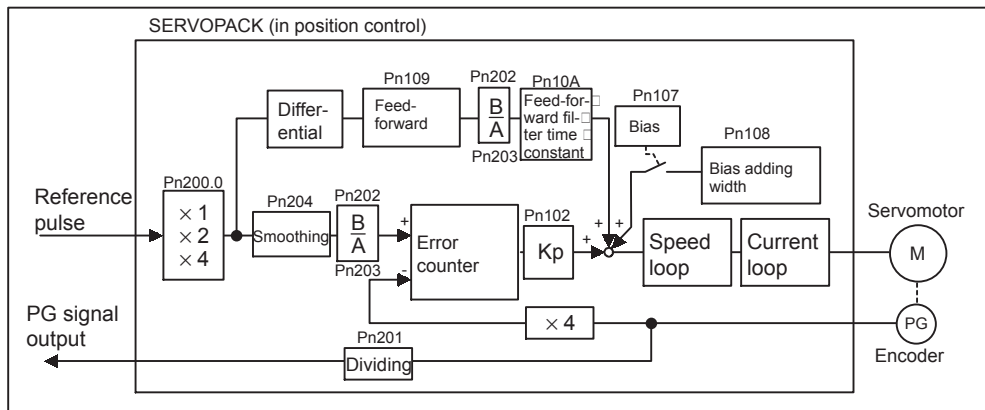 SERVOPACK (in position control)
Pn109
Pn202
Pn10A
Differ-
ential
Feed-
forward
B
A
Pn203
Feed-for-
ward fil-
ter time
constant
Pn107
Bias
Pn108
Bias adding
width
Reference
pulse
Pn200.0
× 1
× 2
× 4
Pn204
Smoothing
Pn202
B
A
Pn203
+
-
Error
counter
Pn102
Kp
+
+
+
Speed
loop
Current
loop
Servomotor
M
× 4
PG
Encoder
PG signal
output
Pn201
Dividing